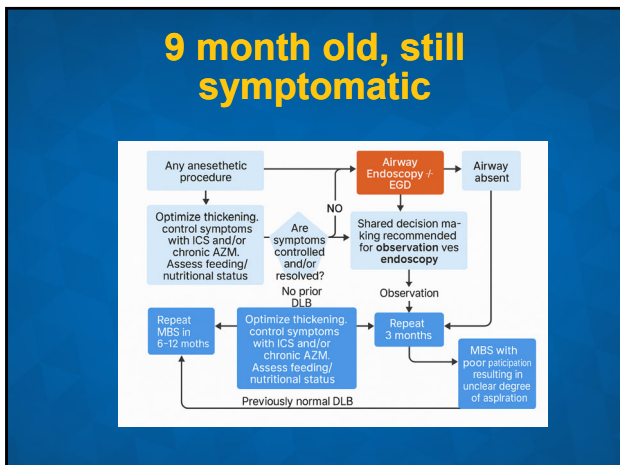 9 month old, still
symptomatic
Any anesethetic
procedure
Airway
Endoscopy +
EGD
Airway
absent
NO
Optimize thickening.
control symptoms
with ICS and/or
chronic AZM.
Assess feeding/
nutritional status
Are
symptoms
controlled
and/or
resolved?
Shared decision ma-
king recommended
for observation ves
endoscopy
No prior
DLB
Observation
Repeat
MBS in
6-12 moths
Optimize thickening.
control symptoms
with ICS and/or
chronic AZM.
Assess feeding/
nutritional status
Repeat
3 months
MBS with
poor paticipation
resulting in
unclear degree
of aspiration
Previously normal DLB